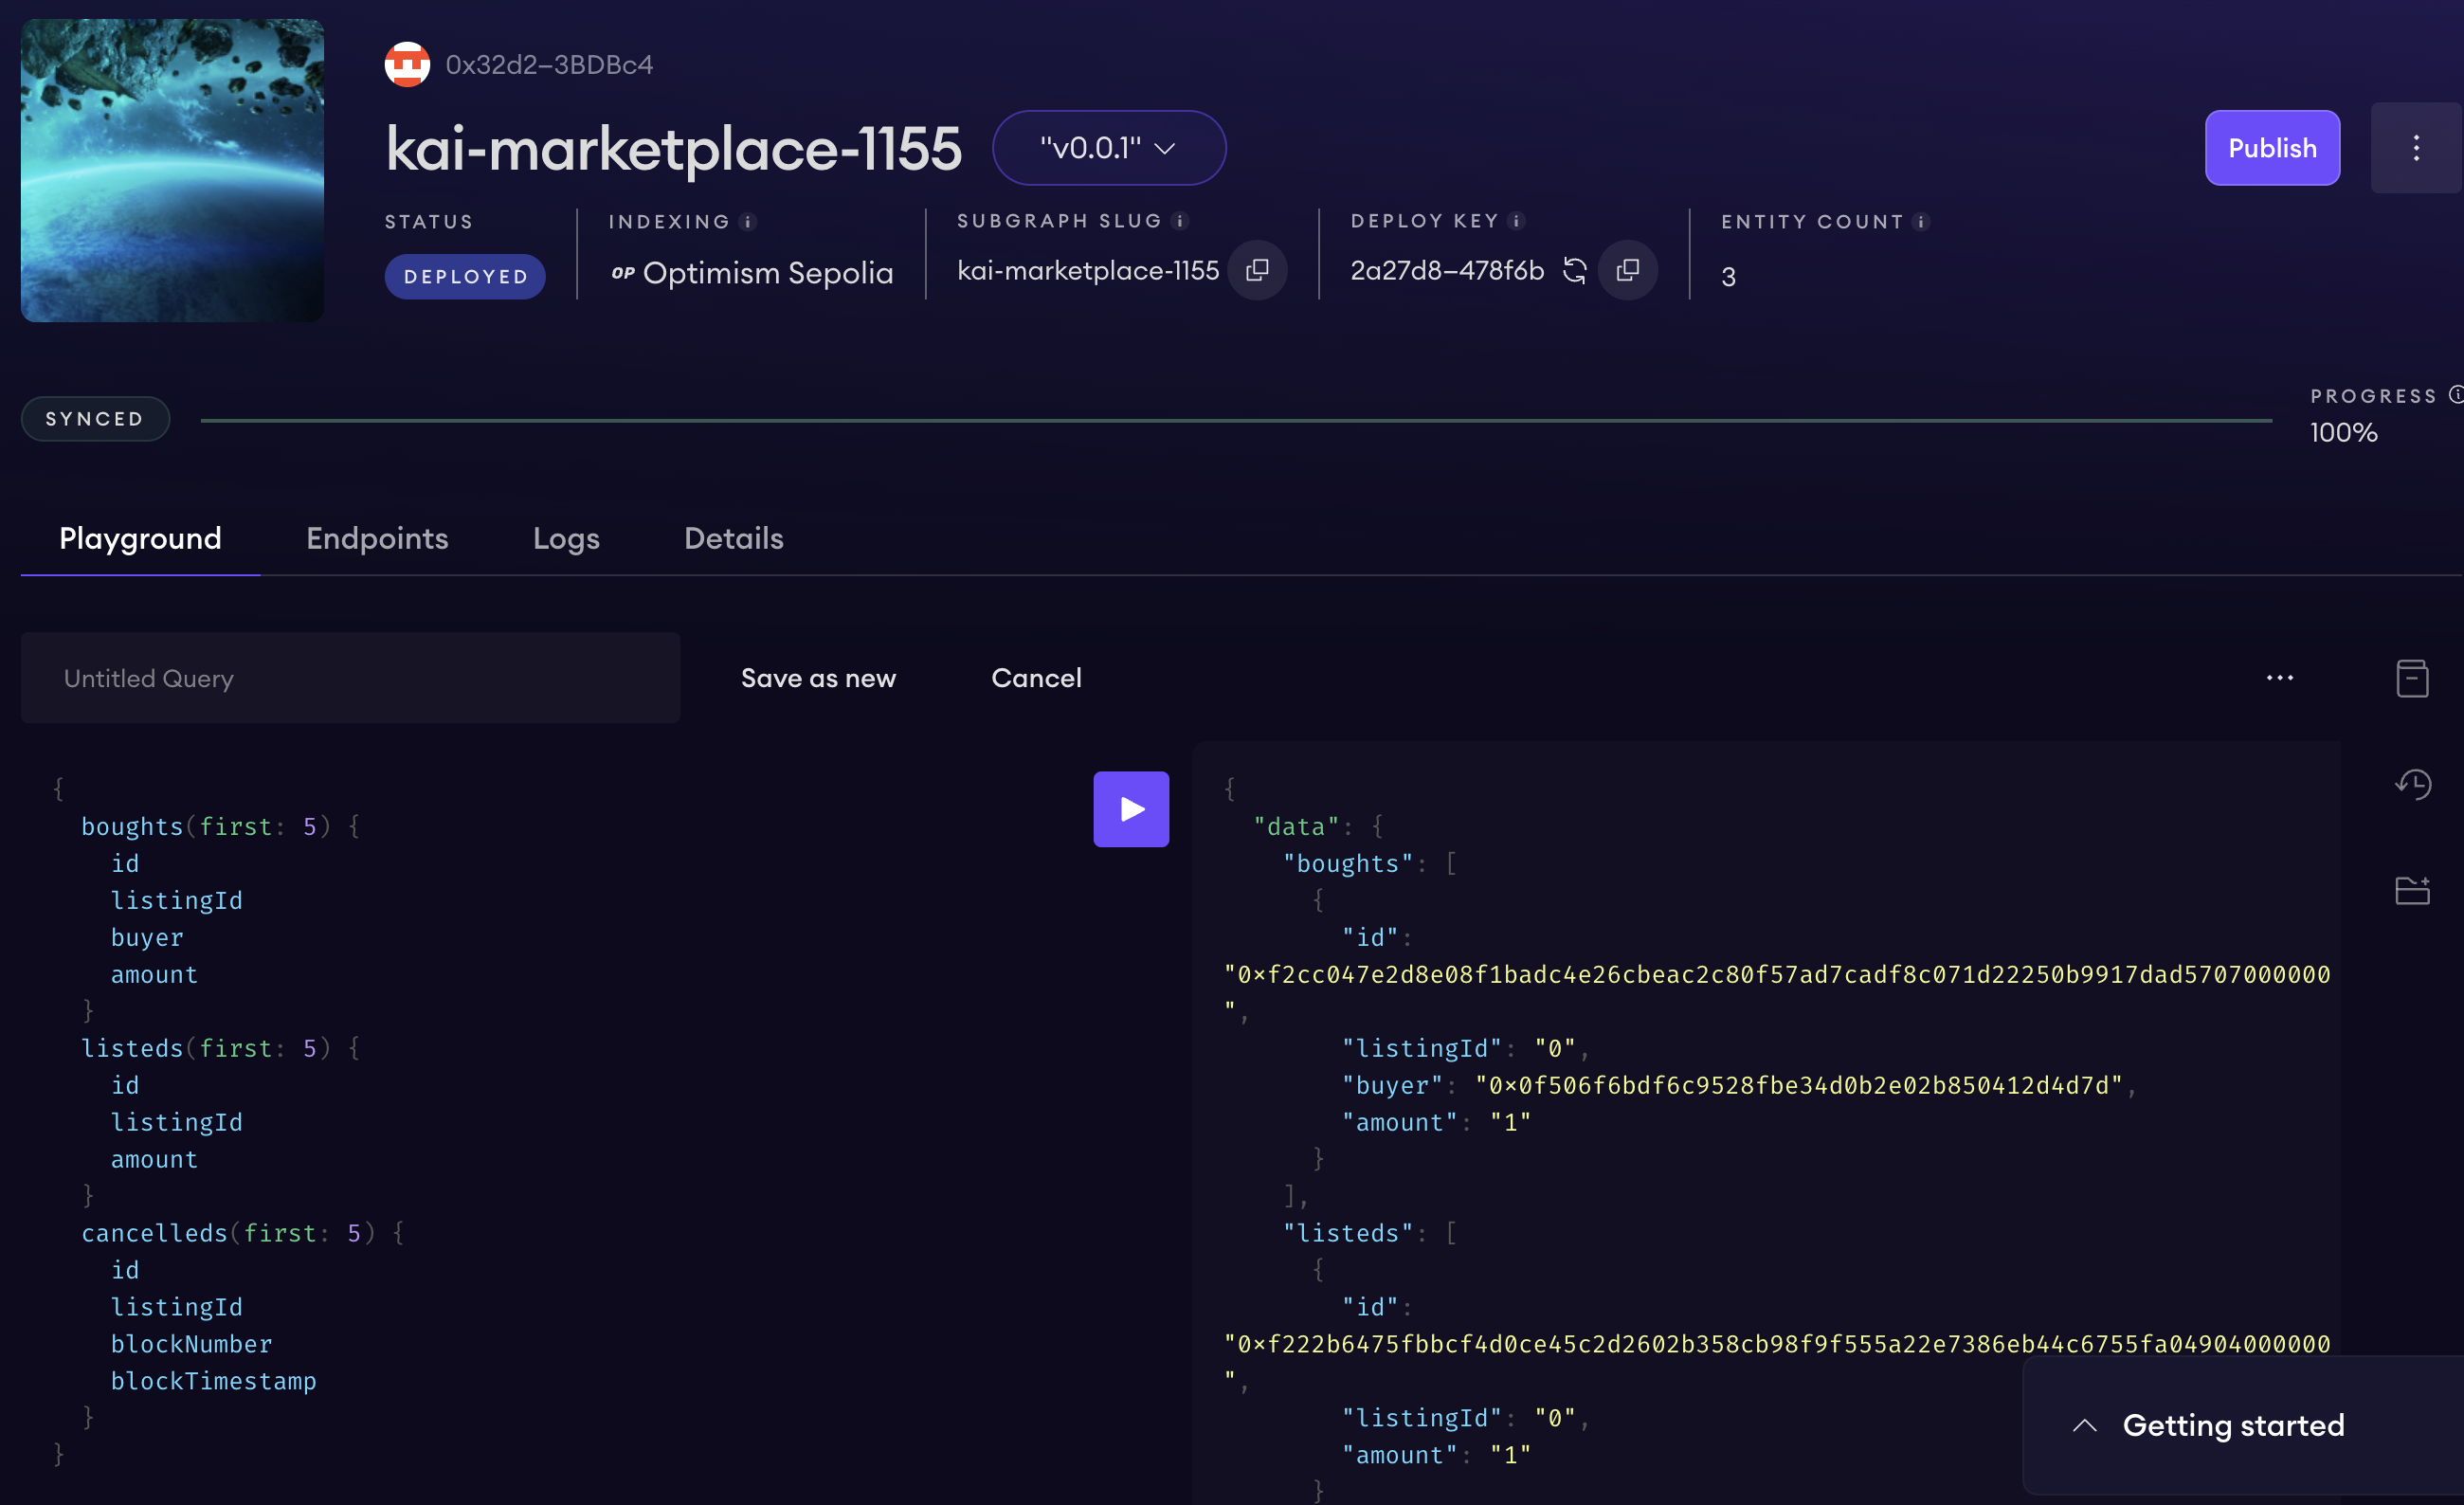 0x32d2–3BDBc4
kai-marketplace-1155
"v0.0.1"
Publish
STATUS
DEPLOYED
INDEXING
OP Optimism Sepolia
SUBGRAPH SLUG
kai-marketplace-1155
DEPLOY KEY
2a27d8–478f6b
ENTITY COUNT
3
SYNCED
PROGRESS
100%
Playground
Endpoints
Logs
Details
Untitled Query
Save as new
Cancel
{
boughts(first: 5) {
id
listingId
buyer
amount
}
listeds(first: 5) {
id
listingId
amount
}
cancelleds(first: 5) {
id
listingId
blockNumber
blockTimestamp
}
}
{
"data": {
"boughts": [
{
"id":
"0xf2cc047e2d8e08f1badc4e26cbeac2c80f57ad7cadf8c071d22250b9917dad5707000000
",
"listingId": "0",
"buyer": "0x0f506f6bdf6c9528fbe34d0b2e02b850412d4d7d",
"amount": "1"
}
],
"listeds": [
{
"id":
"0xf222b6475fbbcf4d0ce45c2d2602b358cb98f9f555a22e7386eb44c6755fa04904000000
",
"listingId": "0",
"amount": "1"
}
Getting started